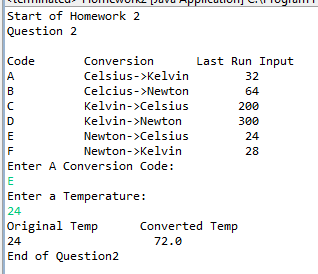 <terminated> Homework2 [Java Application] C:\Program F
Start of Homework 2
Question 2
Code Conversion Last Run Input
A Celsius->Kelvin 32
B Celcius->Newton 64
C Kelvin->Celsius 200
D Kelvin->Newton 300
E Newton->Celsius 24
F Newton->Kelvin 28
Enter A Conversion Code:
E
Enter a Temperature:
24
Original Temp Converted Temp
24 72.0
End of Question2